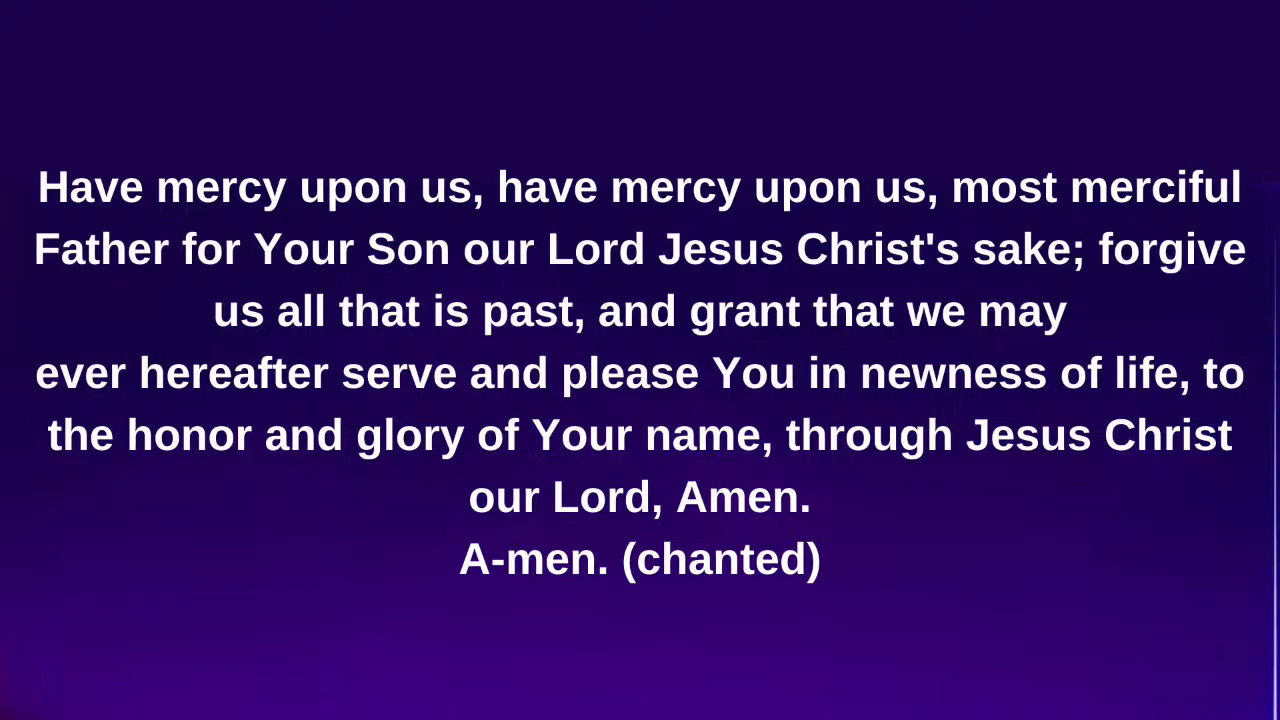 Have mercy upon us, have mercy upon us, most merciful
Father for Your Son our Lord Jesus Christ's sake; forgive
us all that is past, and grant that we may
ever hereafter serve and please You in newness of life, to
the honor and glory of Your name, through Jesus Christ
our Lord, Amen.
A-men. (chanted)